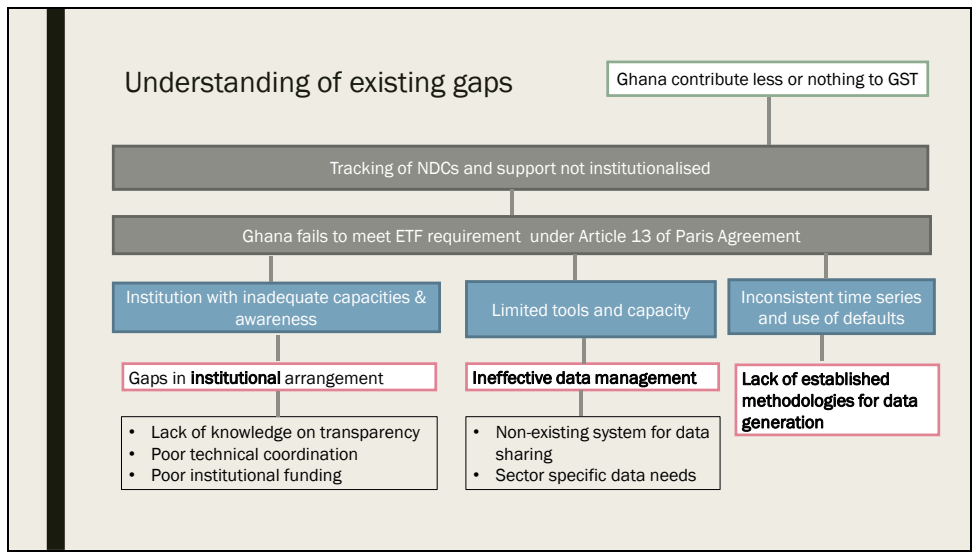 Understanding of existing gaps
Ghana contribute less or nothing to GST
Tracking of NDCs and support not institutionalised
Ghana fails to meet ETF requirement under Article 13 of Paris Agreement
Institution with inadequate capacities &
awareness
Gaps in institutional arrangement
• Lack of knowledge on transparency
• Poor technical coordination
• Poor institutional funding
Limited tools and capacity
Ineffective data management
• Non-existing system for data
sharing
• Sector specific data needs
Inconsistent time series
and use of defaults
Lack of established
methodologies for data
generation